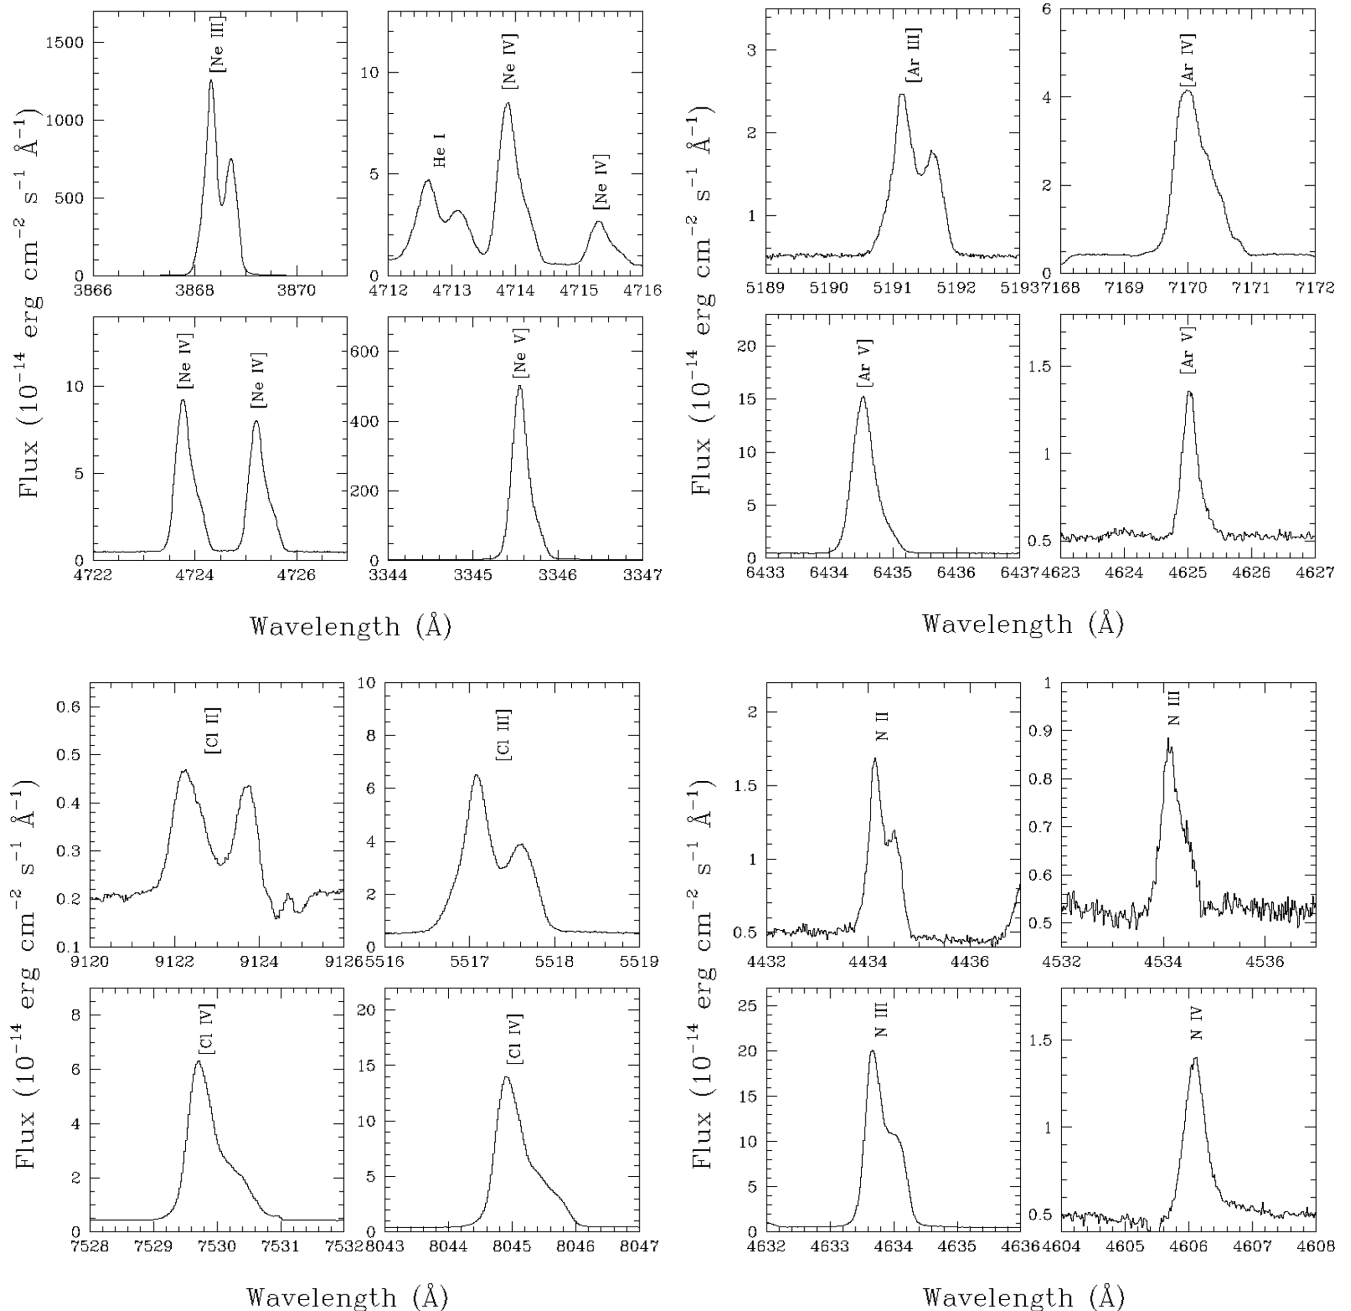 Flux (10⁻¹⁴ erg cm⁻² s⁻¹ Å⁻¹)
1500
1000
500
0
[Ne III]
3866 3868 3870
10
5
0
He I
[Ne IV]
[Ne IV]
4712 4713 4714 4715 4716
10
5
0
[Ne IV]
[Ne IV]
4722 4724 4726
600
400
200
0
[Ne V]
3344 3345 3346 3347
Wavelength (Å)
Flux (10⁻¹⁴ erg cm⁻² s⁻¹ Å⁻¹)
3
2
1
[Ar III]
5189 5190 5191 5192 5193
6
4
2
0
[Ar IV]
7168 7169 7170 7171 7172
20
15
10
5
0
[Ar V]
6433 6434 6435 6436 6437
1.5
1
0.5
[Ar V]
4623 4624 4625 4626 4627
Wavelength (Å)
Flux (10⁻¹⁴ erg cm⁻² s⁻¹ Å⁻¹)
0.6
0.5
0.4
0.3
0.2
0.1
[Cl II]
9120 9122 9124 9126
10
8
6
4
2
0
[Cl III]
5516 5517 5518 5519
8
6
4
2
0
[Cl IV]
7528 7529 7530 7531 7532
20
15
10
5
0
[Cl IV]
8043 8044 8045 8046 8047
Wavelength (Å)
Flux (10⁻¹⁴ erg cm⁻² s⁻¹ Å⁻¹)
2
1.5
1
0.5
N II
4432 4434 4436
1
0.9
0.8
0.7
0.6
0.5
N III
4532 4534 4536
25
20
15
10
5
0
N III
4632 4633 4634 4635 4636
1.5
1
0.5
N IV
4604 4605 4606 4607 4608
Wavelength (Å)